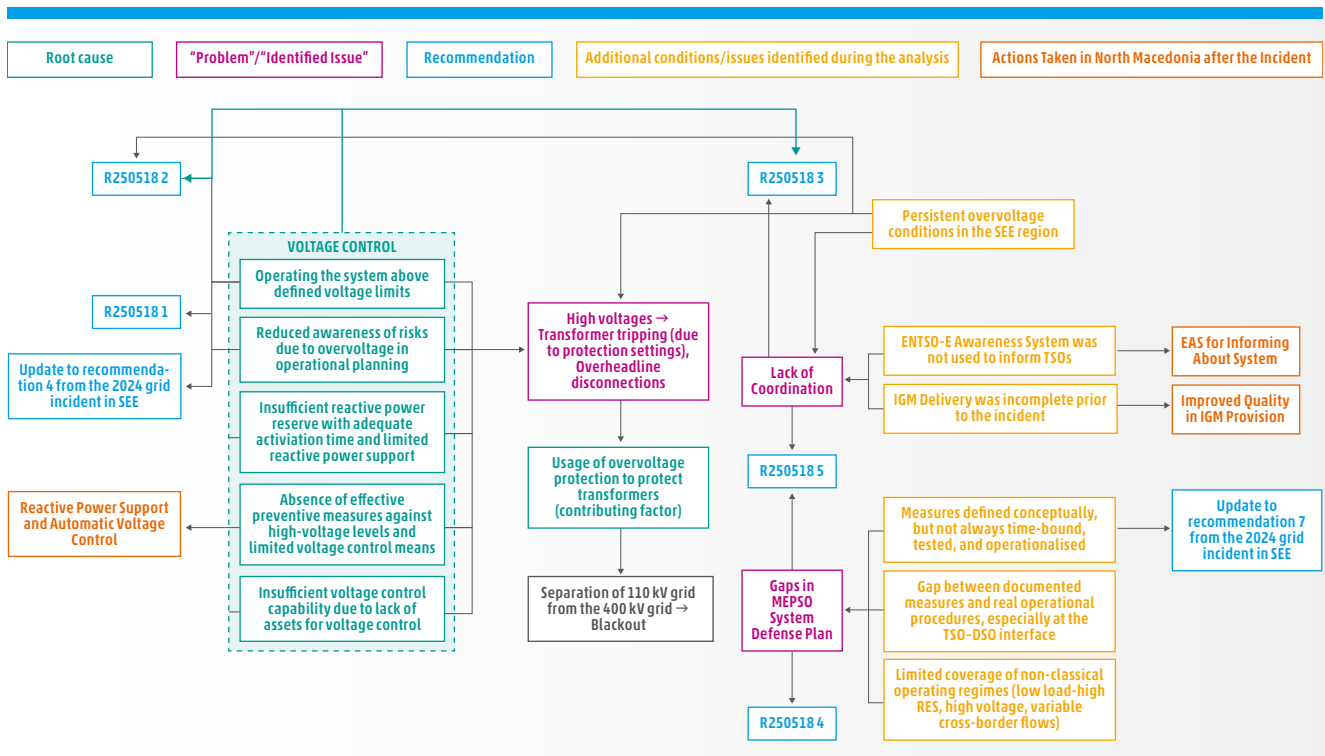 Root cause
“Problem”/“Identified Issue”
Recommendation
Additional conditions/issues identified during the analysis
Actions Taken in North Macedonia after the Incident
R250518 2
R250518 3
Persistent overvoltage
conditions in the SEE region
VOLTAGE CONTROL
Operating the system above
defined voltage limits
R250518 1
Reduced awareness of risks
due to overvoltage in
operational planning
Update to recommenda-
tion 4 from the 2024 grid
incident in SEE
Insufficient reactive power
reserve with adequate
activiation time and limited
reactive power support
Reactive Power Support
and Automatic Voltage
Control
Absence of effective
preventive measures against
high-voltage levels and
limited voltage control means
Insufficient voltage control
capability due to lack of
assets for voltage control
High voltages →
Transformer tripping (due
to protection settings),
Overheadline
disconnections
Usage of overvoltage
protection to protect
transformers
(contributing factor)
Separation of 110 kV grid
from the 400 kV grid →
Blackout
Lack of
Coordination
ENTSO-E Awareness System was
not used to inform TSOs
EAS for Informing
About System
IGM Delivery was incomplete prior
to the incident
Improved Quality
in IGM Provision
R250518 5
Gaps in
MEPSO
System
Defense Plan
Measures defined conceptually,
but not always time-bound,
tested, and operationalised
Update to
recommendation 7
from the 2024 grid
incident in SEE
Gap between documented
measures and real operational
procedures, especially at the
TSO-DSO interface
Limited coverage of non-classical
operating regimes (low load-high
RES, high voltage, variable
cross-border flows)
R250518 4